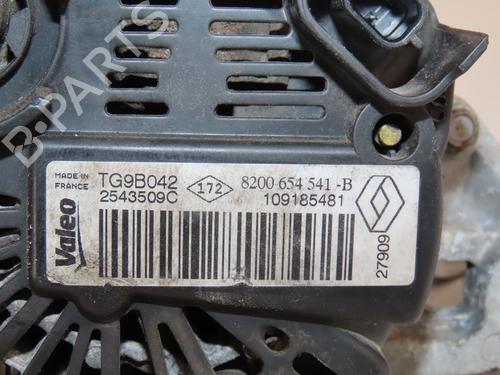 B-PARTS
MADE IN
FRANCE
Valeo
TG9B042
2543509C
172
8200 654 541 -B
109185481
27909